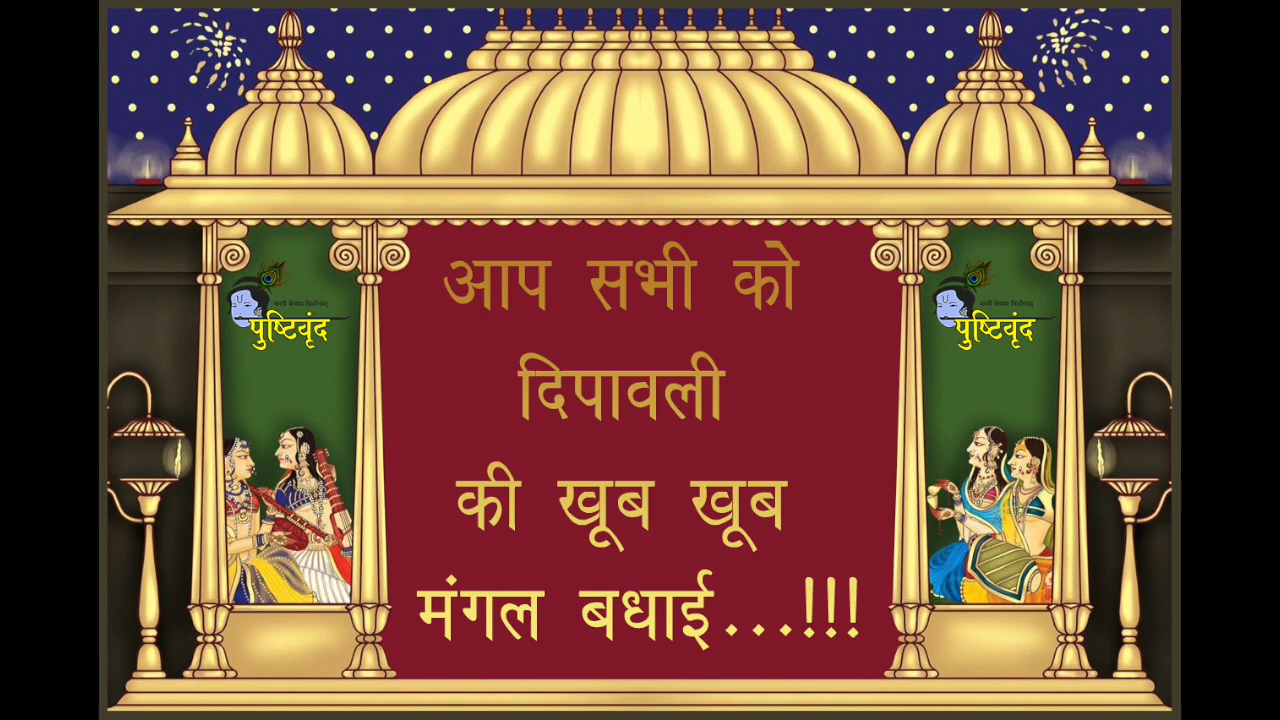 आप सभी को
दिपावली
की खूब खूब
मंगल बधाई...!!!
पुष्टिवृंद
पुष्टिवृंद